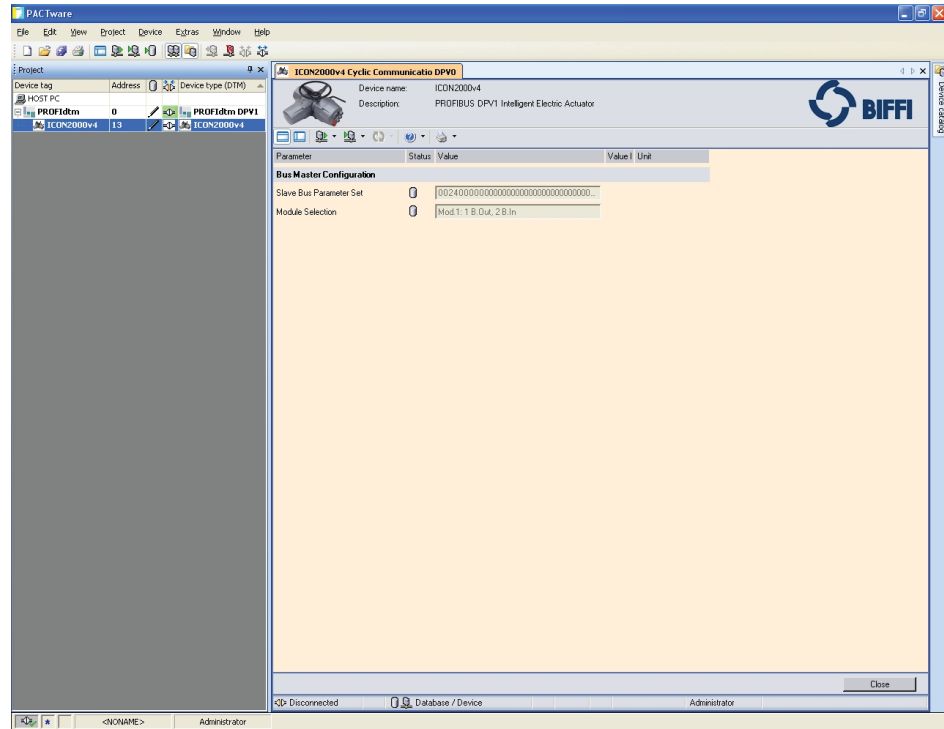 PACTware
File Edit View Project Device Extras Window Help
Project
Device tag Address Device type (DTM)
HOST PC
PROFIdtm 0 PROFIdtm DPV1
ICON2000v4 13 ICON2000v4
ICON2000v4 Cyclic Communicatio DPV0
Device name: ICON2000v4
Description: PROFIBUS DPV1 Intelligent Electric Actuator
BIFFI
Device catalog
Parameter Status Value Value I Unit
Bus Master Configuration
Slave Bus Parameter Set
Module Selection Mod.1: 1 B.Out, 2 B.In
Close
Disconnected Database / Device Administrator
<NONAME> Administrator